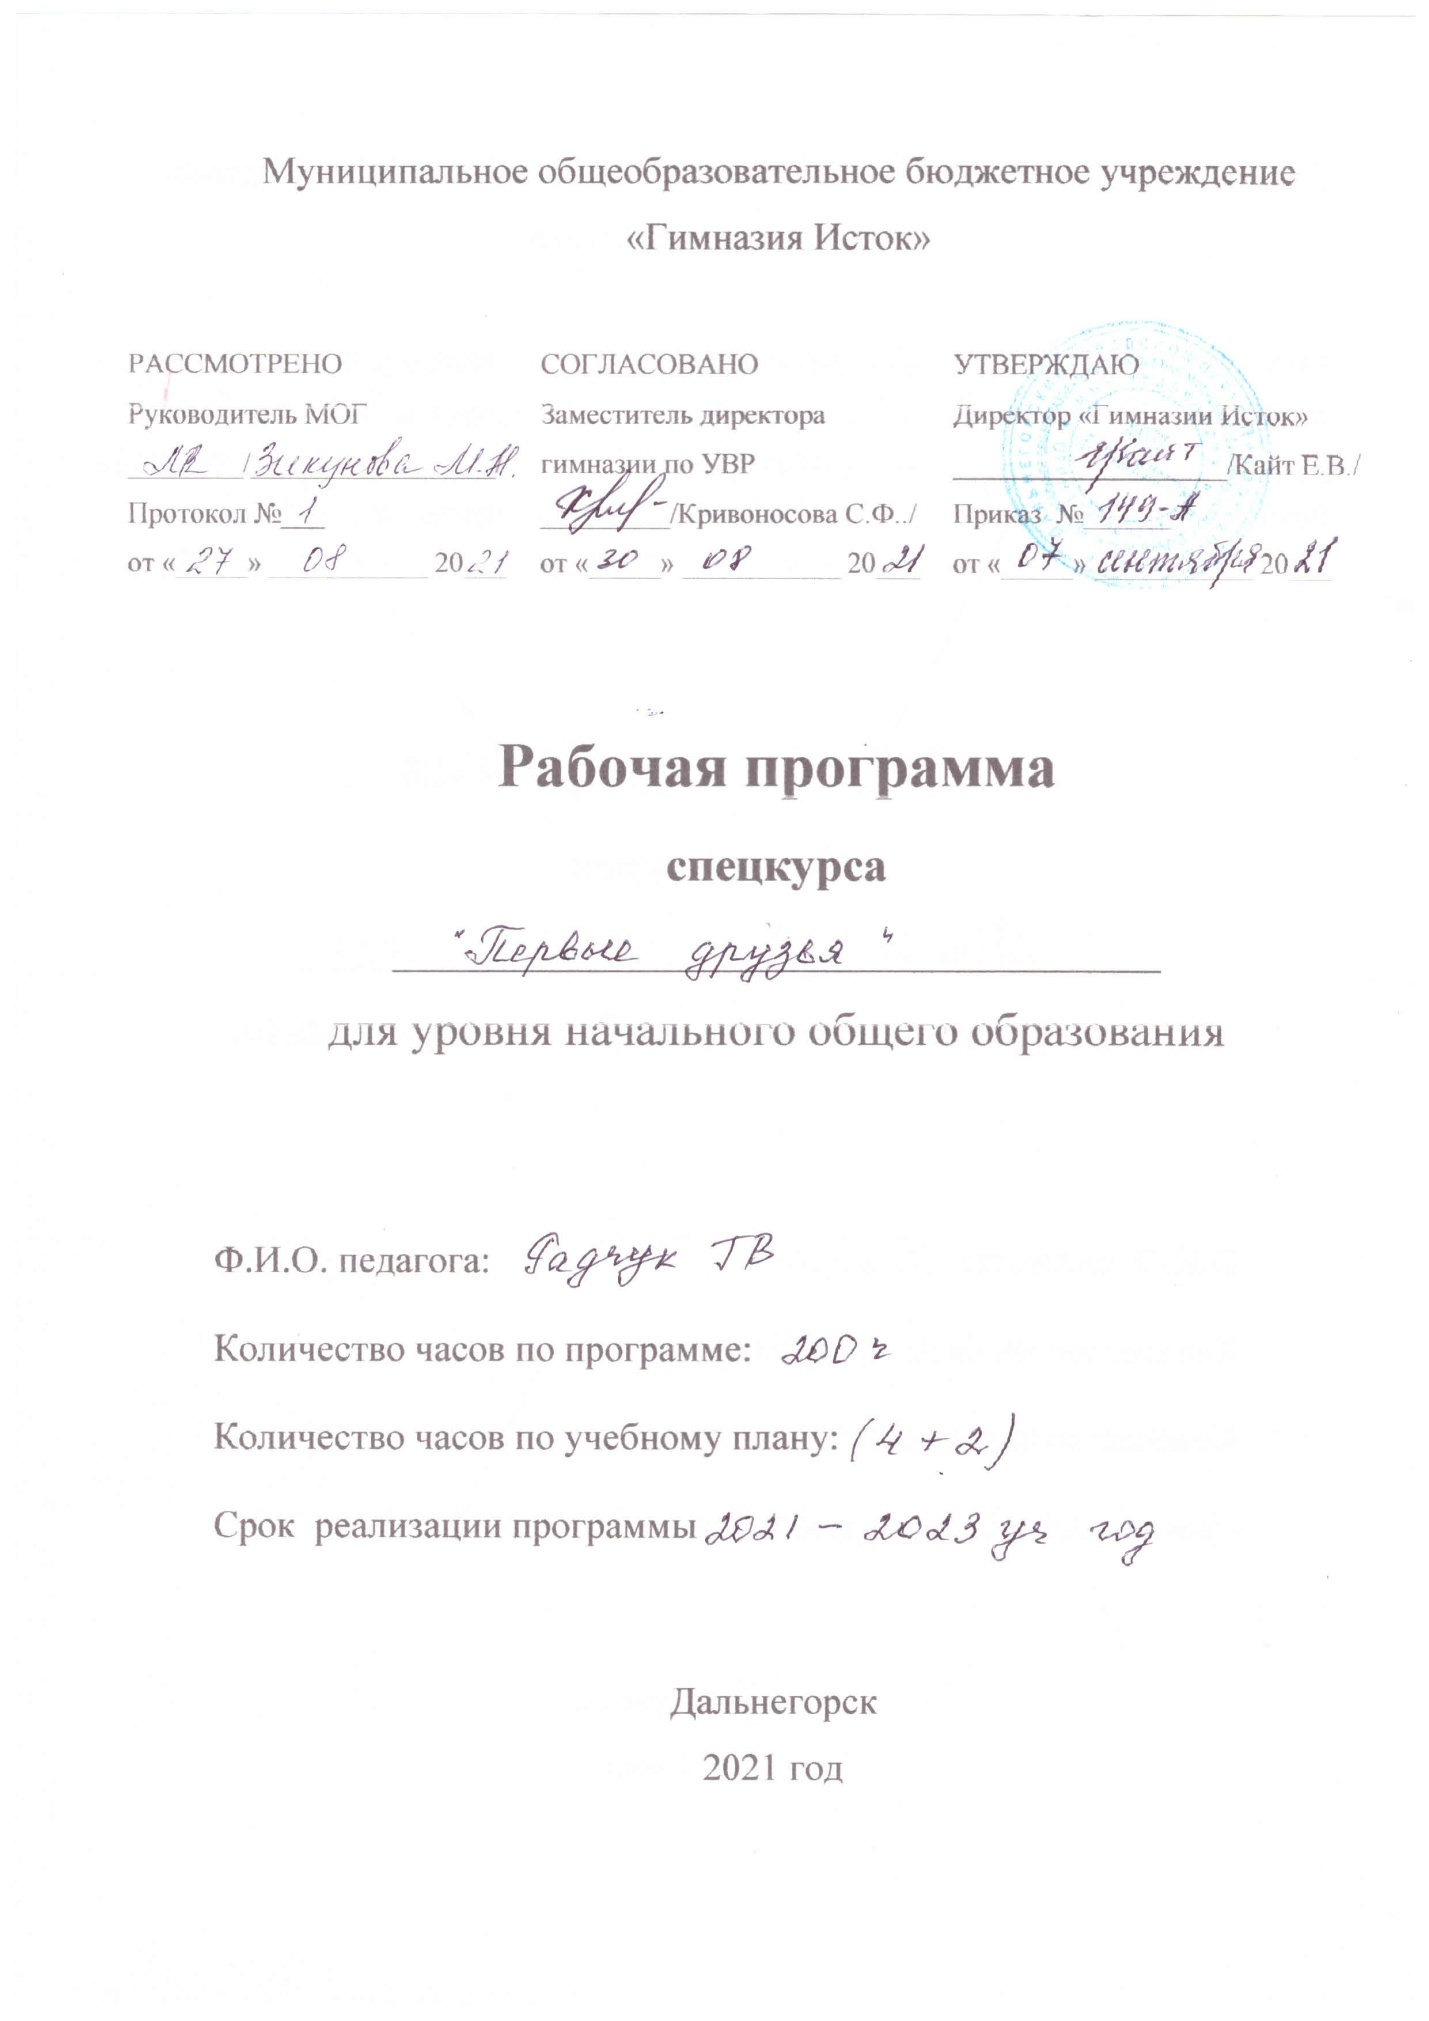 Муниципальное общеобразовательное бюджетное учреждение
«Гимназия Исток»
РАССМОТРЕНО
Руководитель МОГ
/Зикунова М.Н.
Протокол № 1
от « 27 » 08 2021
СОГЛАСОВАНО
Заместитель директора
гимназии по УВР
/Кривоносова С.Ф../
от « 30 » 08 2021
УТВЕРЖДАЮ
Директор «Гимназии Исток»
/Кайт Е.В./
Приказ № 149-А
от « 07 » сентября 2021
Рабочая программа
спецкурса
"Первые друзья"
для уровня начального общего образования
Ф.И.О. педагога: Гадчук ГВ
Количество часов по программе: 200 ч
Количество часов по учебному плану: (4 + 2)
Срок реализации программы 2021 – 2023 уч год
Дальнегорск
2021 год